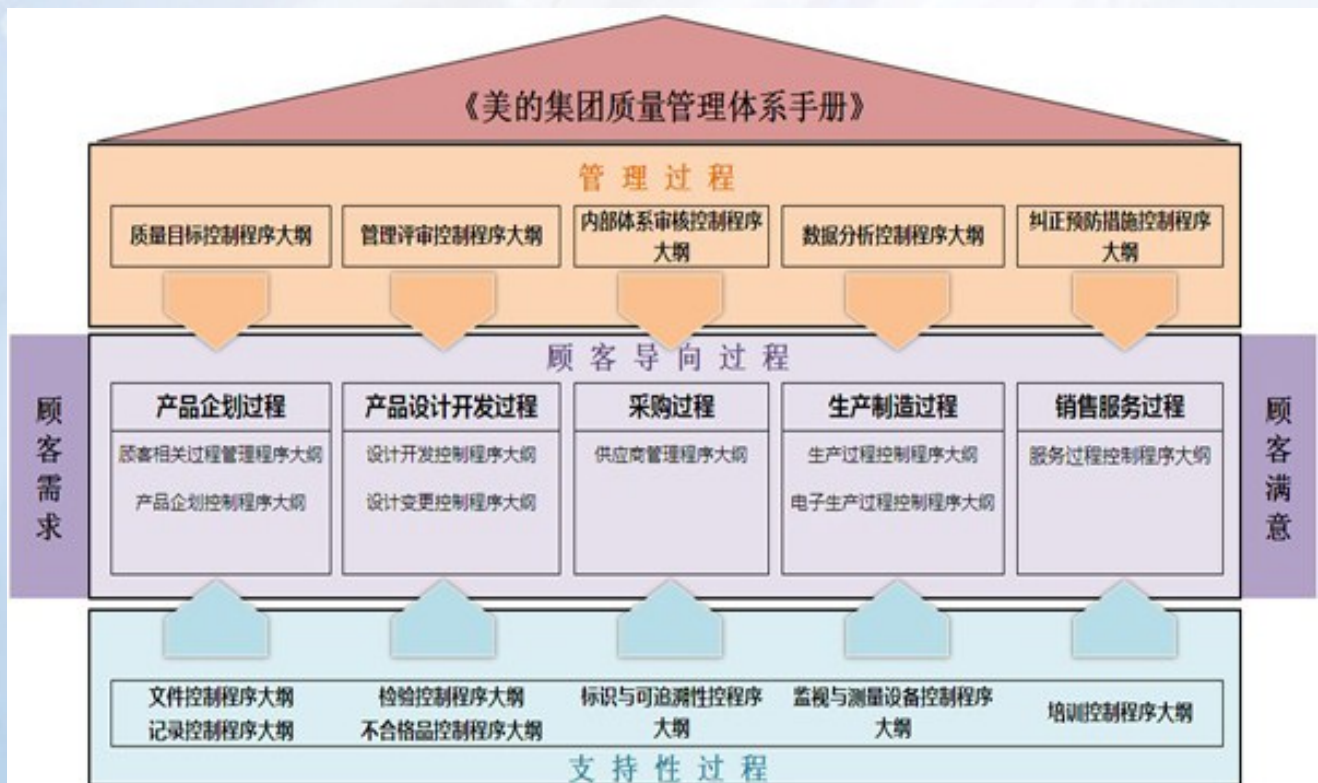 《美的集团质量管理体系手册》
管理过程
质量目标控制程序大纲
管理评审控制程序大纲
内部体系审核控制程序
大纲
数据分析控制程序大纲
纠正预防措施控制程序
大纲
顾客需求
顾客导向过程
产品企划过程
顾客相关过程管理程序大纲
产品企划控制程序大纲
产品设计开发过程
设计开发控制程序大纲
设计变更控制程序大纲
采购过程
供应商管理程序大纲
生产制造过程
生产过程控制程序大纲
电子生产过程控制程序大纲
销售服务过程
服务过程控制程序大纲
顾客满意
文件控制程序大纲
记录控制程序大纲
检验控制程序大纲
不合格品控制程序大纲
标识与可追溯性控程序
大纲
监视与测量设备控制程序
大纲
培训控制程序大纲
支持性过程